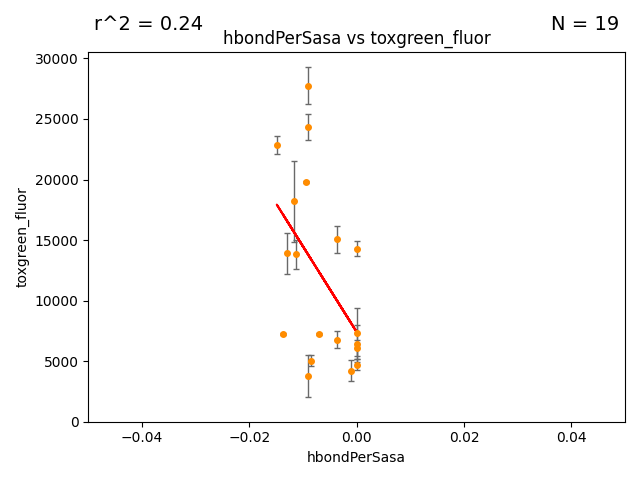 r^2 = 0.24
N = 19
hbondPerSasa vs toxgreen_fluor
30000
25000
20000
15000
10000
5000
0
toxgreen_fluor
−0.04
−0.02
0.00
0.02
0.04
hbondPerSasa